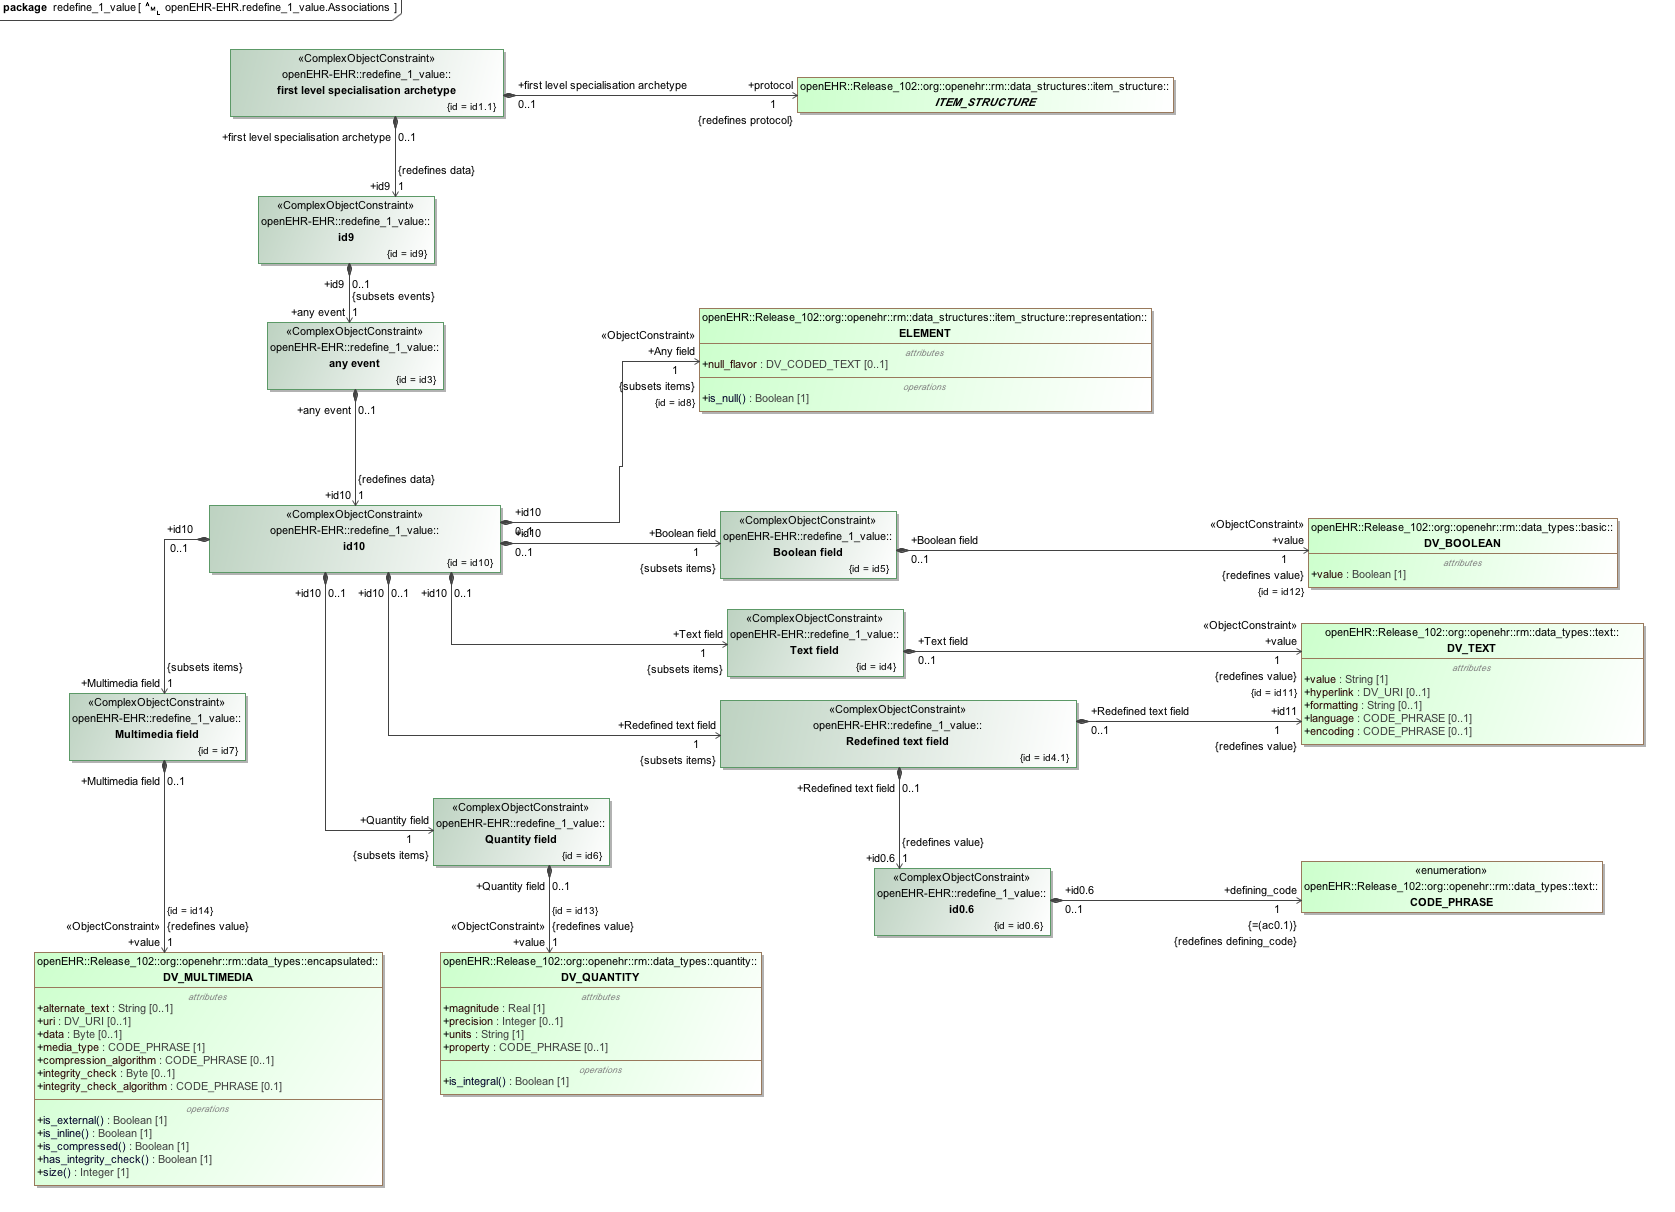 package redefine_1_value[ AML openEHR-EHR.redefine_1_value.Associations ]
«ComplexObjectConstraint»
openEHR-EHR::redefine_1_value::
first level specialisation archetype
{id = id1.1}
+first level specialisation archetype
0..1
+protocol
1
{redefines protocol}
openEHR::Release_102::org::openehr::rm::data_structures::item_structure::
ITEM_STRUCTURE
+first level specialisation archetype
0..1
{redefines data}
+id9
1
«ComplexObjectConstraint»
openEHR-EHR::redefine_1_value::
id9
{id = id9}
+id9
0..1
{subsets events}
+any event
1
«ComplexObjectConstraint»
openEHR-EHR::redefine_1_value::
any event
{id = id3}
+any event
0..1
{redefines data}
+id10
1
«ObjectConstraint»
+Any field
1
{subsets items}
{id = id8}
openEHR::Release_102::org::openehr::rm::data_structures::item_structure::representation::
ELEMENT
attributes
+null_flavor : DV_CODED_TEXT [0..1]
operations
+is_null() : Boolean [1]
«ComplexObjectConstraint»
openEHR-EHR::redefine_1_value::
id10
{id = id10}
+id10
0..1
+id10
0..1
+id10
0..1
+Boolean field
1
{subsets items}
«ComplexObjectConstraint»
openEHR-EHR::redefine_1_value::
Boolean field
{id = id5}
+Boolean field
0..1
«ObjectConstraint»
+value
1
{redefines value}
{id = id12}
openEHR::Release_102::org::openehr::rm::data_types::basic::
DV_BOOLEAN
attributes
+value : Boolean [1]
+id10
0..1
+id10
0..1
+id10
0..1
+Text field
1
{subsets items}
«ComplexObjectConstraint»
openEHR-EHR::redefine_1_value::
Text field
{id = id4}
+Text field
0..1
«ObjectConstraint»
+value
1
{redefines value}
{id = id11}
openEHR::Release_102::org::openehr::rm::data_types::text::
DV_TEXT
attributes
+value : String [1]
+hyperlink : DV_URI [0..1]
+formatting : String [0..1]
+language : CODE_PHRASE [0..1]
+encoding : CODE_PHRASE [0..1]
{subsets items}
+Multimedia field
1
«ComplexObjectConstraint»
openEHR-EHR::redefine_1_value::
Multimedia field
{id = id7}
+Redefined text field
1
{subsets items}
«ComplexObjectConstraint»
openEHR-EHR::redefine_1_value::
Redefined text field
{id = id4.1}
+Redefined text field
0..1
+id11
1
{redefines value}
+Multimedia field
0..1
+Redefined text field
0..1
{redefines value}
+id0.6
1
+Quantity field
1
{subsets items}
«ComplexObjectConstraint»
openEHR-EHR::redefine_1_value::
Quantity field
{id = id6}
«ComplexObjectConstraint»
openEHR-EHR::redefine_1_value::
id0.6
{id = id0.6}
+id0.6
0..1
+defining_code
1
{=(ac0.1)}
{redefines defining_code}
«enumeration»
openEHR::Release_102::org::openehr::rm::data_types::text::
CODE_PHRASE
+Quantity field
0..1
{id = id14}
«ObjectConstraint»
{redefines value}
+value
1
{id = id13}
«ObjectConstraint»
{redefines value}
+value
1
openEHR::Release_102::org::openehr::rm::data_types::encapsulated::
DV_MULTIMEDIA
attributes
+alternate_text : String [0..1]
+uri : DV_URI [0..1]
+data : Byte [0..1]
+media_type : CODE_PHRASE [1]
+compression_algorithm : CODE_PHRASE [0..1]
+integrity_check : Byte [0..1]
+integrity_check_algorithm : CODE_PHRASE [0.1]
operations
+is_external() : Boolean [1]
+is_inline() : Boolean [1]
+is_compressed() : Boolean [1]
+has_integrity_check() : Boolean [1]
+size() : Integer [1]
openEHR::Release_102::org::openehr::rm::data_types::quantity::
DV_QUANTITY
attributes
+magnitude : Real [1]
+precision : Integer [0..1]
+units : String [1]
+property : CODE_PHRASE [0..1]
operations
+is_integral() : Boolean [1]